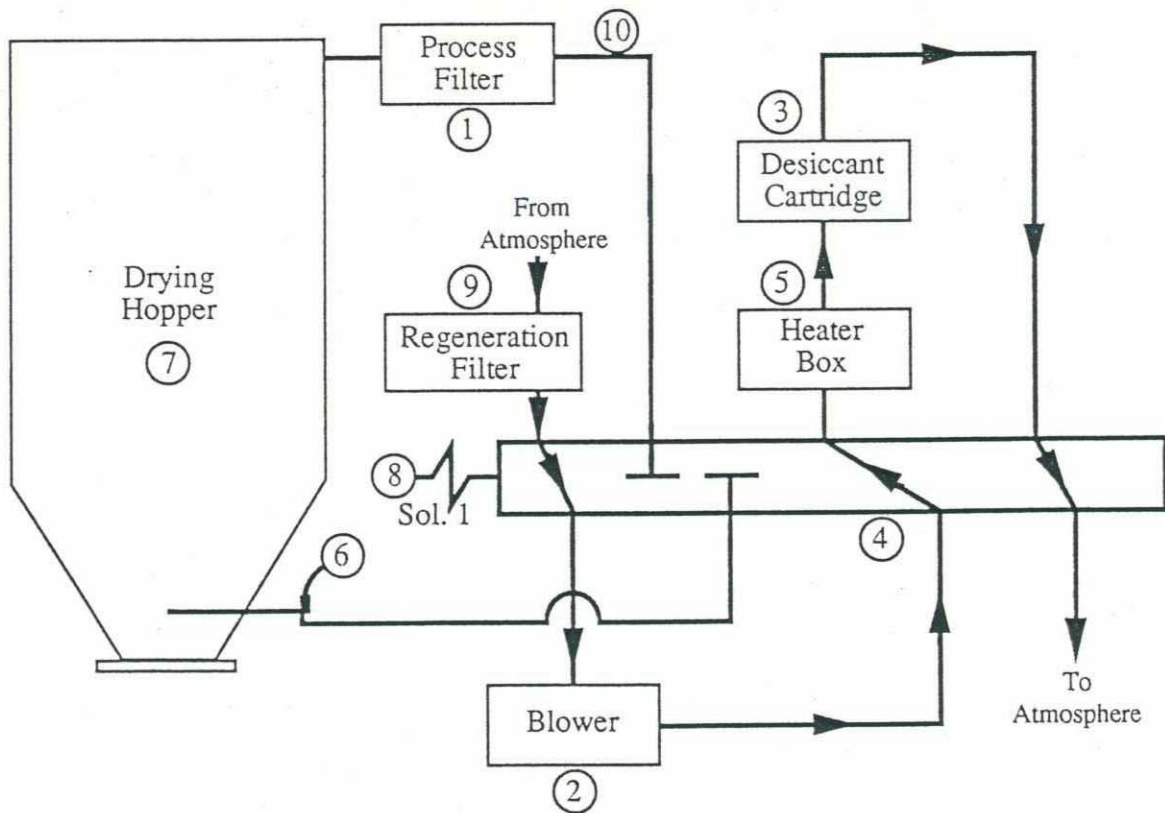 Process
Filter
1
10
3
Desiccant
Cartridge
From
Atmosphere
9
5
Regeneration
Filter
Heater
Box
Drying
Hopper
7
8
Sol. 1
4
6
Blower
2
To
Atmosphere